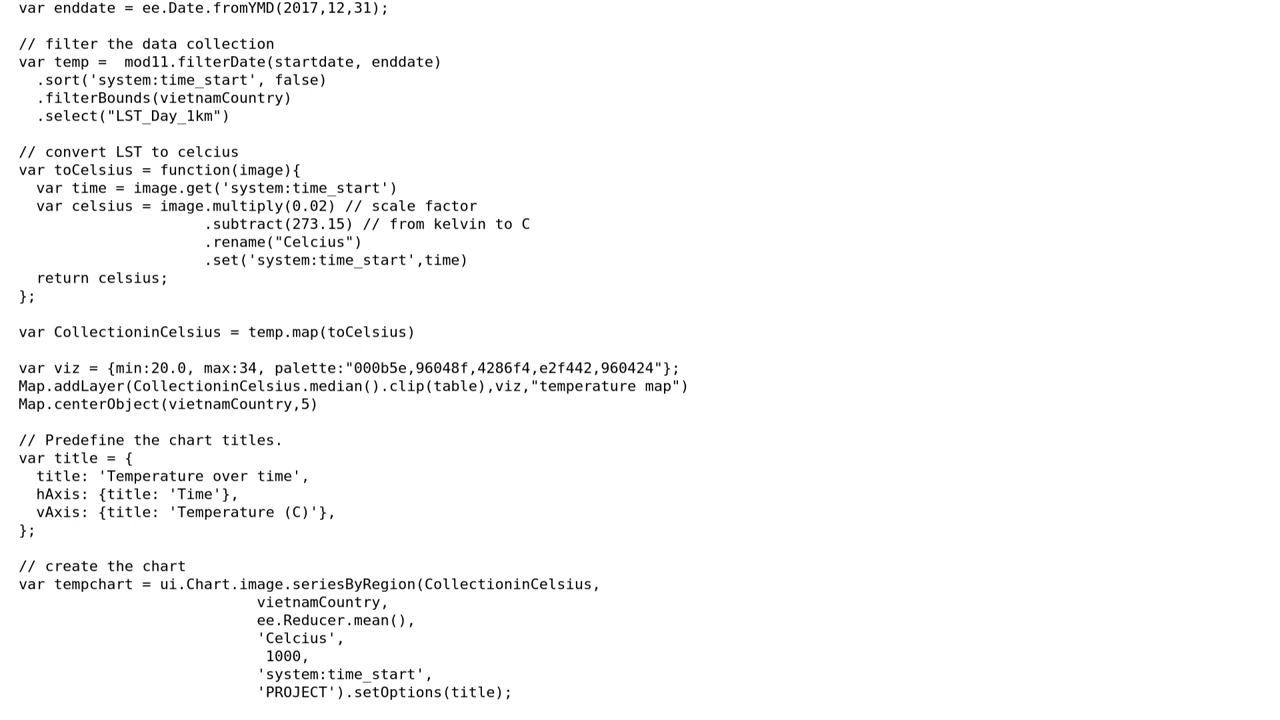 var enddate = ee.Date.fromYMD(2017,12,31);

// filter the data collection
var temp =  mod11.filterDate(startdate, enddate)
  .sort('system:time_start', false)
  .filterBounds(vietnamCountry)
  .select("LST_Day_1km")

// convert LST to celcius
var toCelsius = function(image){
  var time = image.get('system:time_start')
  var celsius = image.multiply(0.02) // scale factor
                     .subtract(273.15) // from kelvin to C
                     .rename("Celcius")
                     .set('system:time_start',time)
  return celsius;
};

var CollectioninCelsius = temp.map(toCelsius)

var viz = {min:20.0, max:34, palette:"000b5e,96048f,4286f4,e2f442,960424"};
Map.addLayer(CollectioninCelsius.median().clip(table),viz,"temperature map")
Map.centerObject(vietnamCountry,5)

// Predefine the chart titles.
var title = {
  title: 'Temperature over time',
  hAxis: {title: 'Time'},
  vAxis: {title: 'Temperature (C)'},
};

// create the chart
var tempchart = ui.Chart.image.seriesByRegion(CollectioninCelsius,
                           vietnamCountry,
                           ee.Reducer.mean(),
                           'Celcius',
                            1000,
                           'system:time_start',
                           'PROJECT').setOptions(title);